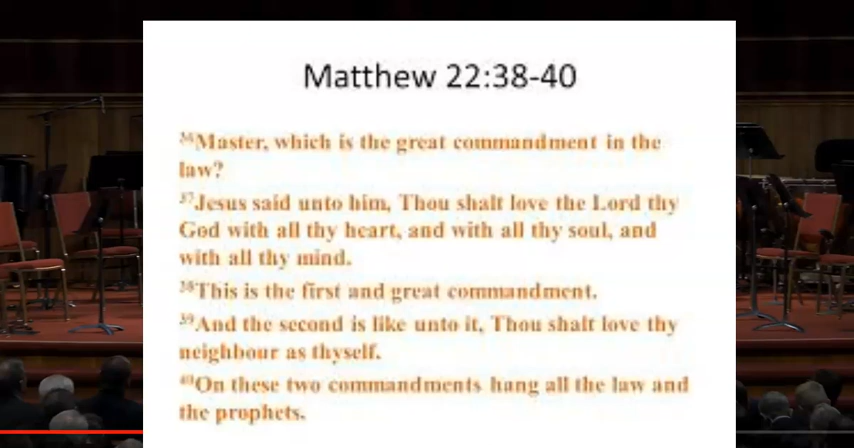 Matthew 22:38-40
36Master, which is the great commandment in the
law?
37Jesus said unto him, Thou shalt love the Lord thy
God with all thy heart, and with all thy soul, and
with all thy mind.
38This is the first and great commandment.
39And the second is like unto it, Thou shalt love thy
neighbour as thyself.
40On these two commandments hang all the law and
the prophets.